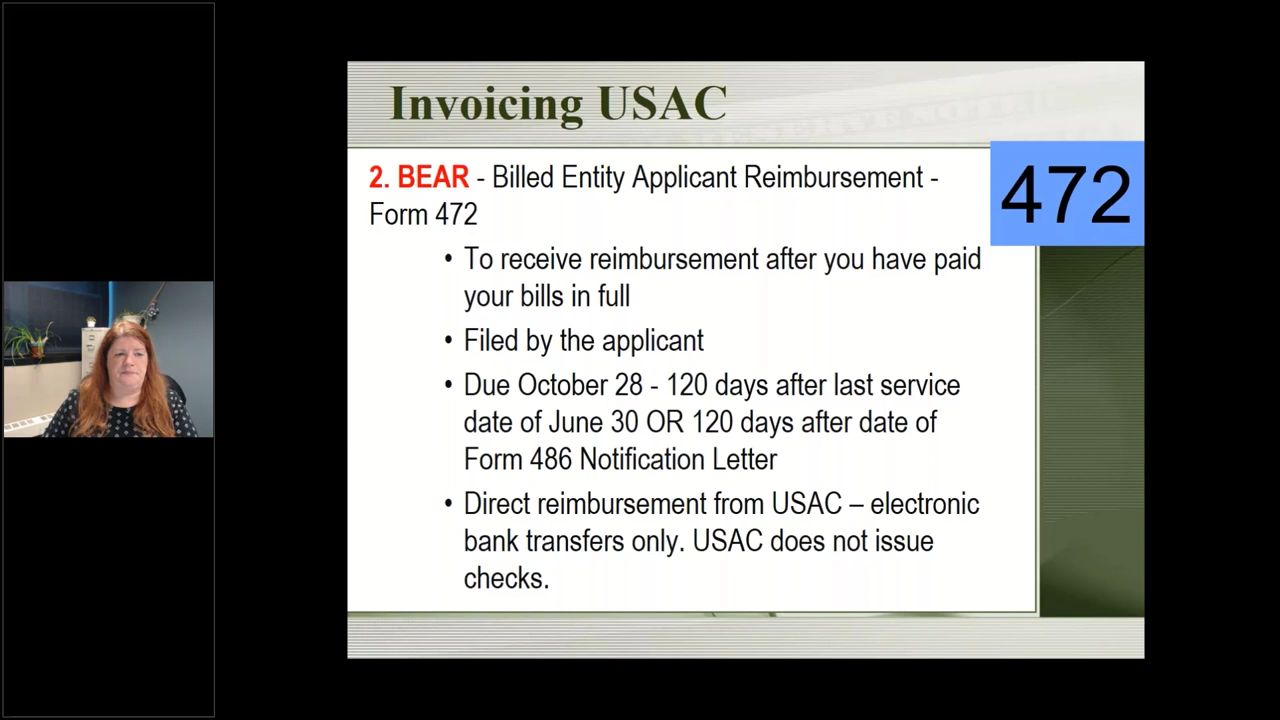 Invoicing USAC
2. BEAR - Billed Entity Applicant Reimbursement -
Form 472
472
• To receive reimbursement after you have paid
your bills in full
• Filed by the applicant
• Due October 28 - 120 days after last service
date of June 30 OR 120 days after date of
Form 486 Notification Letter
• Direct reimbursement from USAC – electronic
bank transfers only. USAC does not issue
checks.